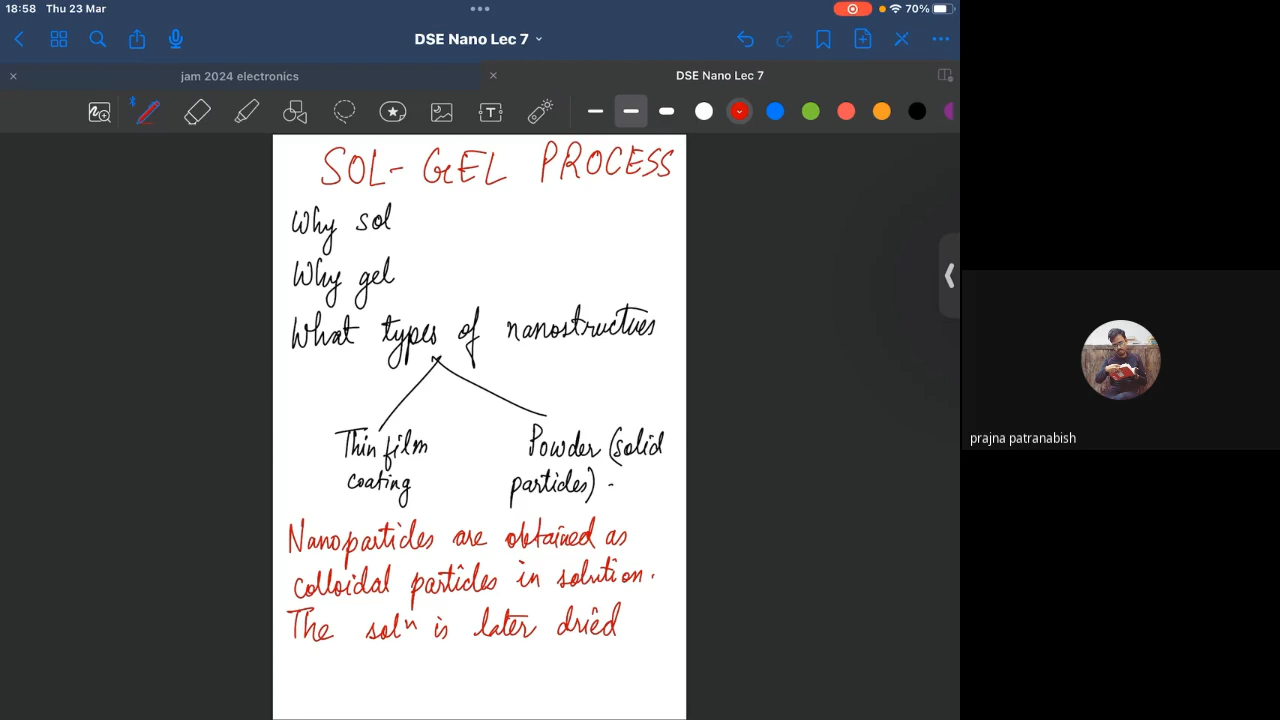 18:58 Thu 23 Mar
70%
DSE Nano Lec 7
jam 2024 electronics
DSE Nano Lec 7
SOL-GEL PROCESS
Why sol
Why gel
What types of nanostructues
Thin film
coating
Powder (solid
particles) -
Nanoparticles are obtained as
colloidal particles in solution.
The solⁿ is later dried
prajna patranabish